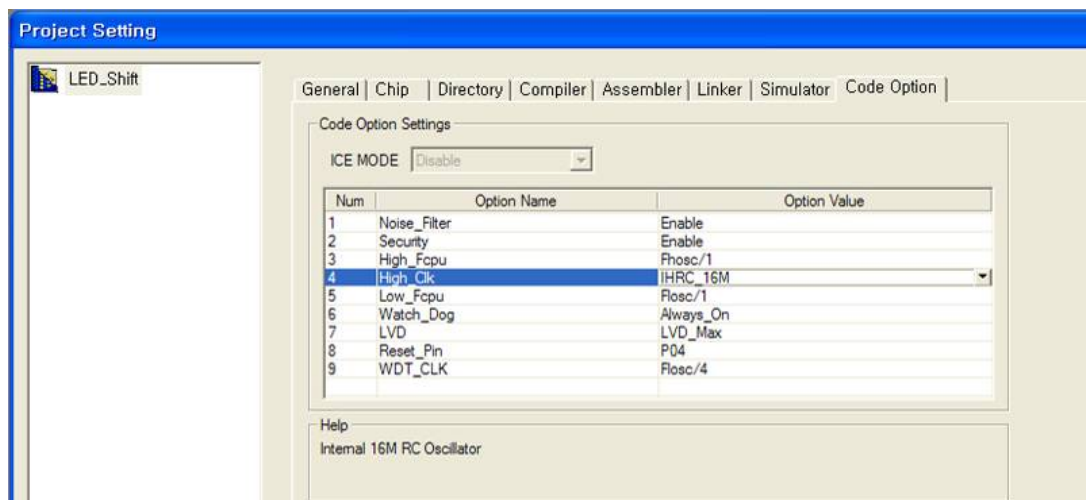 Project Setting
LED_Shift
General | Chip | Directory | Compiler | Assembler | Linker | Simulator Code Option |
Code Option Settings
ICE MODE Disable
Num Option Name Option Value
1 Noise_Filter Enable
2 Security Enable
3 High_Fcpu Fhosc/1
4 High_Clk IHRC_16M
5 Low_Fcpu Flosc/1
6 Watch_Dog Always_On
7 LVD LVD_Max
8 Reset_Pin P04
9 WDT_CLK Flosc/4
Help
Internal 16M RC Oscillator